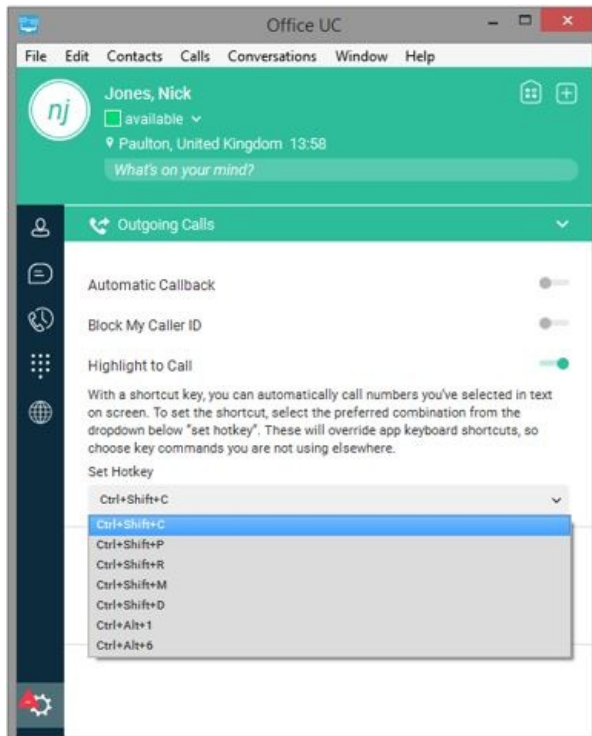 Office UC
File Edit Contacts Calls Conversations Window Help
nj
Jones, Nick
available
Paulton, United Kingdom 13:58
What's on your mind?
Outgoing Calls
Automatic Callback
Block My Caller ID
Highlight to Call
With a shortcut key, you can automatically call numbers you've selected in text
on screen. To set the shortcut, select the preferred combination from the
dropdown below "set hotkey". These will override app keyboard shortcuts, so
choose key commands you are not using elsewhere.
Set Hotkey
Ctrl+Shift+C
Ctrl+Shift+C
Ctrl+Shift+P
Ctrl+Shift+R
Ctrl+Shift+M
Ctrl+Shift+D
Ctrl+Alt+1
Ctrl+Alt+6